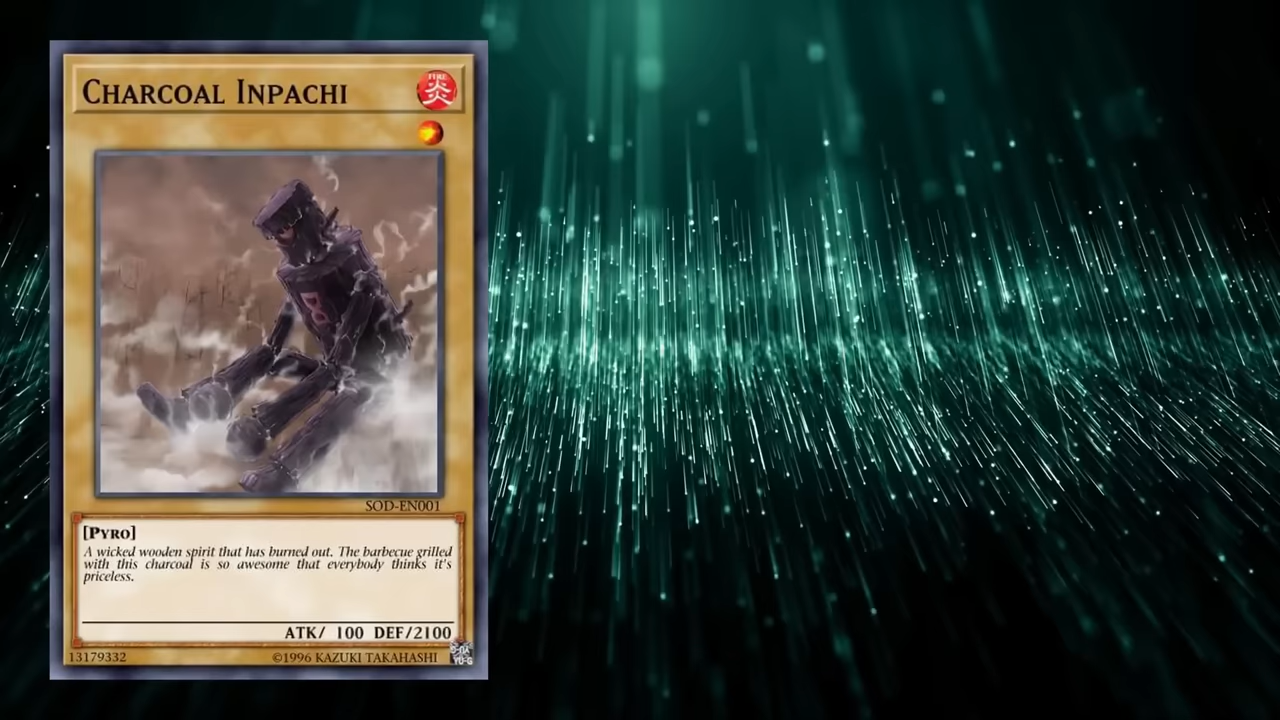 CHARCOAL INPACHI
FIRE
炎
SOD-EN001
[PYRO]
A wicked wooden spirit that has burned out. The barbecue grilled
with this charcoal is so awesome that everybody thinks it's
priceless.
ATK/ 100 DEF/2100
13179332
©1996 KAZUKI TAKAHASHI